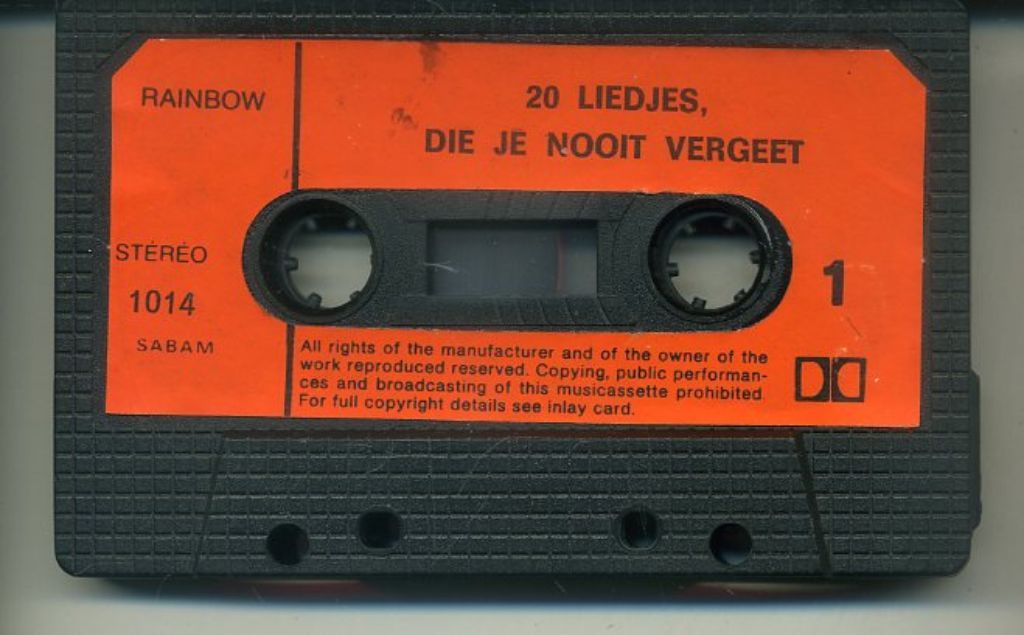 RAINBOW
20 LIEDJES,
DIE JE NOOIT VERGEET
STÉRÉO
1014
SABAM
1
All rights of the manufacturer and of the owner of the
work reproduced reserved. Copying, public performan-
ces and broadcasting of this musicassette prohibited.
For full copyright details see inlay card.